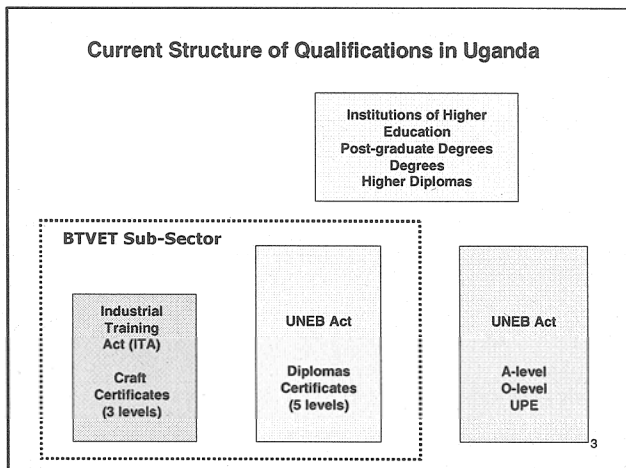 Current Structure of Qualifications in Uganda
Institutions of Higher
Education
Post-graduate Degrees
Degrees
Higher Diplomas
BTVET Sub-Sector
Industrial
Training
Act (ITA)
Craft
Certificates
(3 levels)
UNEB Act
Diplomas
Certificates
(5 levels)
UNEB Act
A-level
O-level
UPE
3